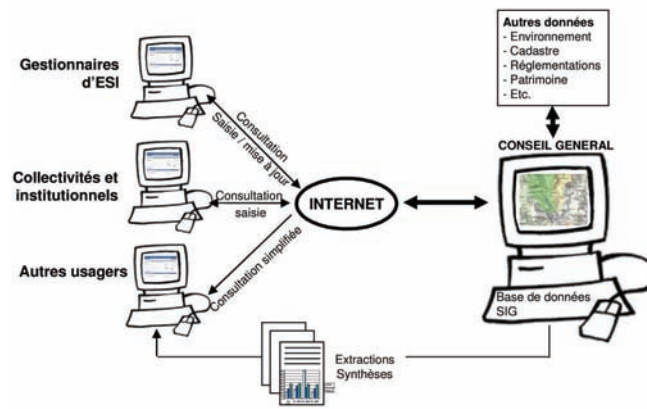 Gestionnaires
d'ESI
Collectivités et
institutionnels
Autres usagers
Consultation
Saisie / mise à jour
Consultation
saisie
Consultation simplifiée
INTERNET
Autres données
- Environnement
- Cadastre
- Réglementations
- Patrimoine
- Etc.
CONSEIL GENERAL
Base de données
SIG
Extractions
Synthèses